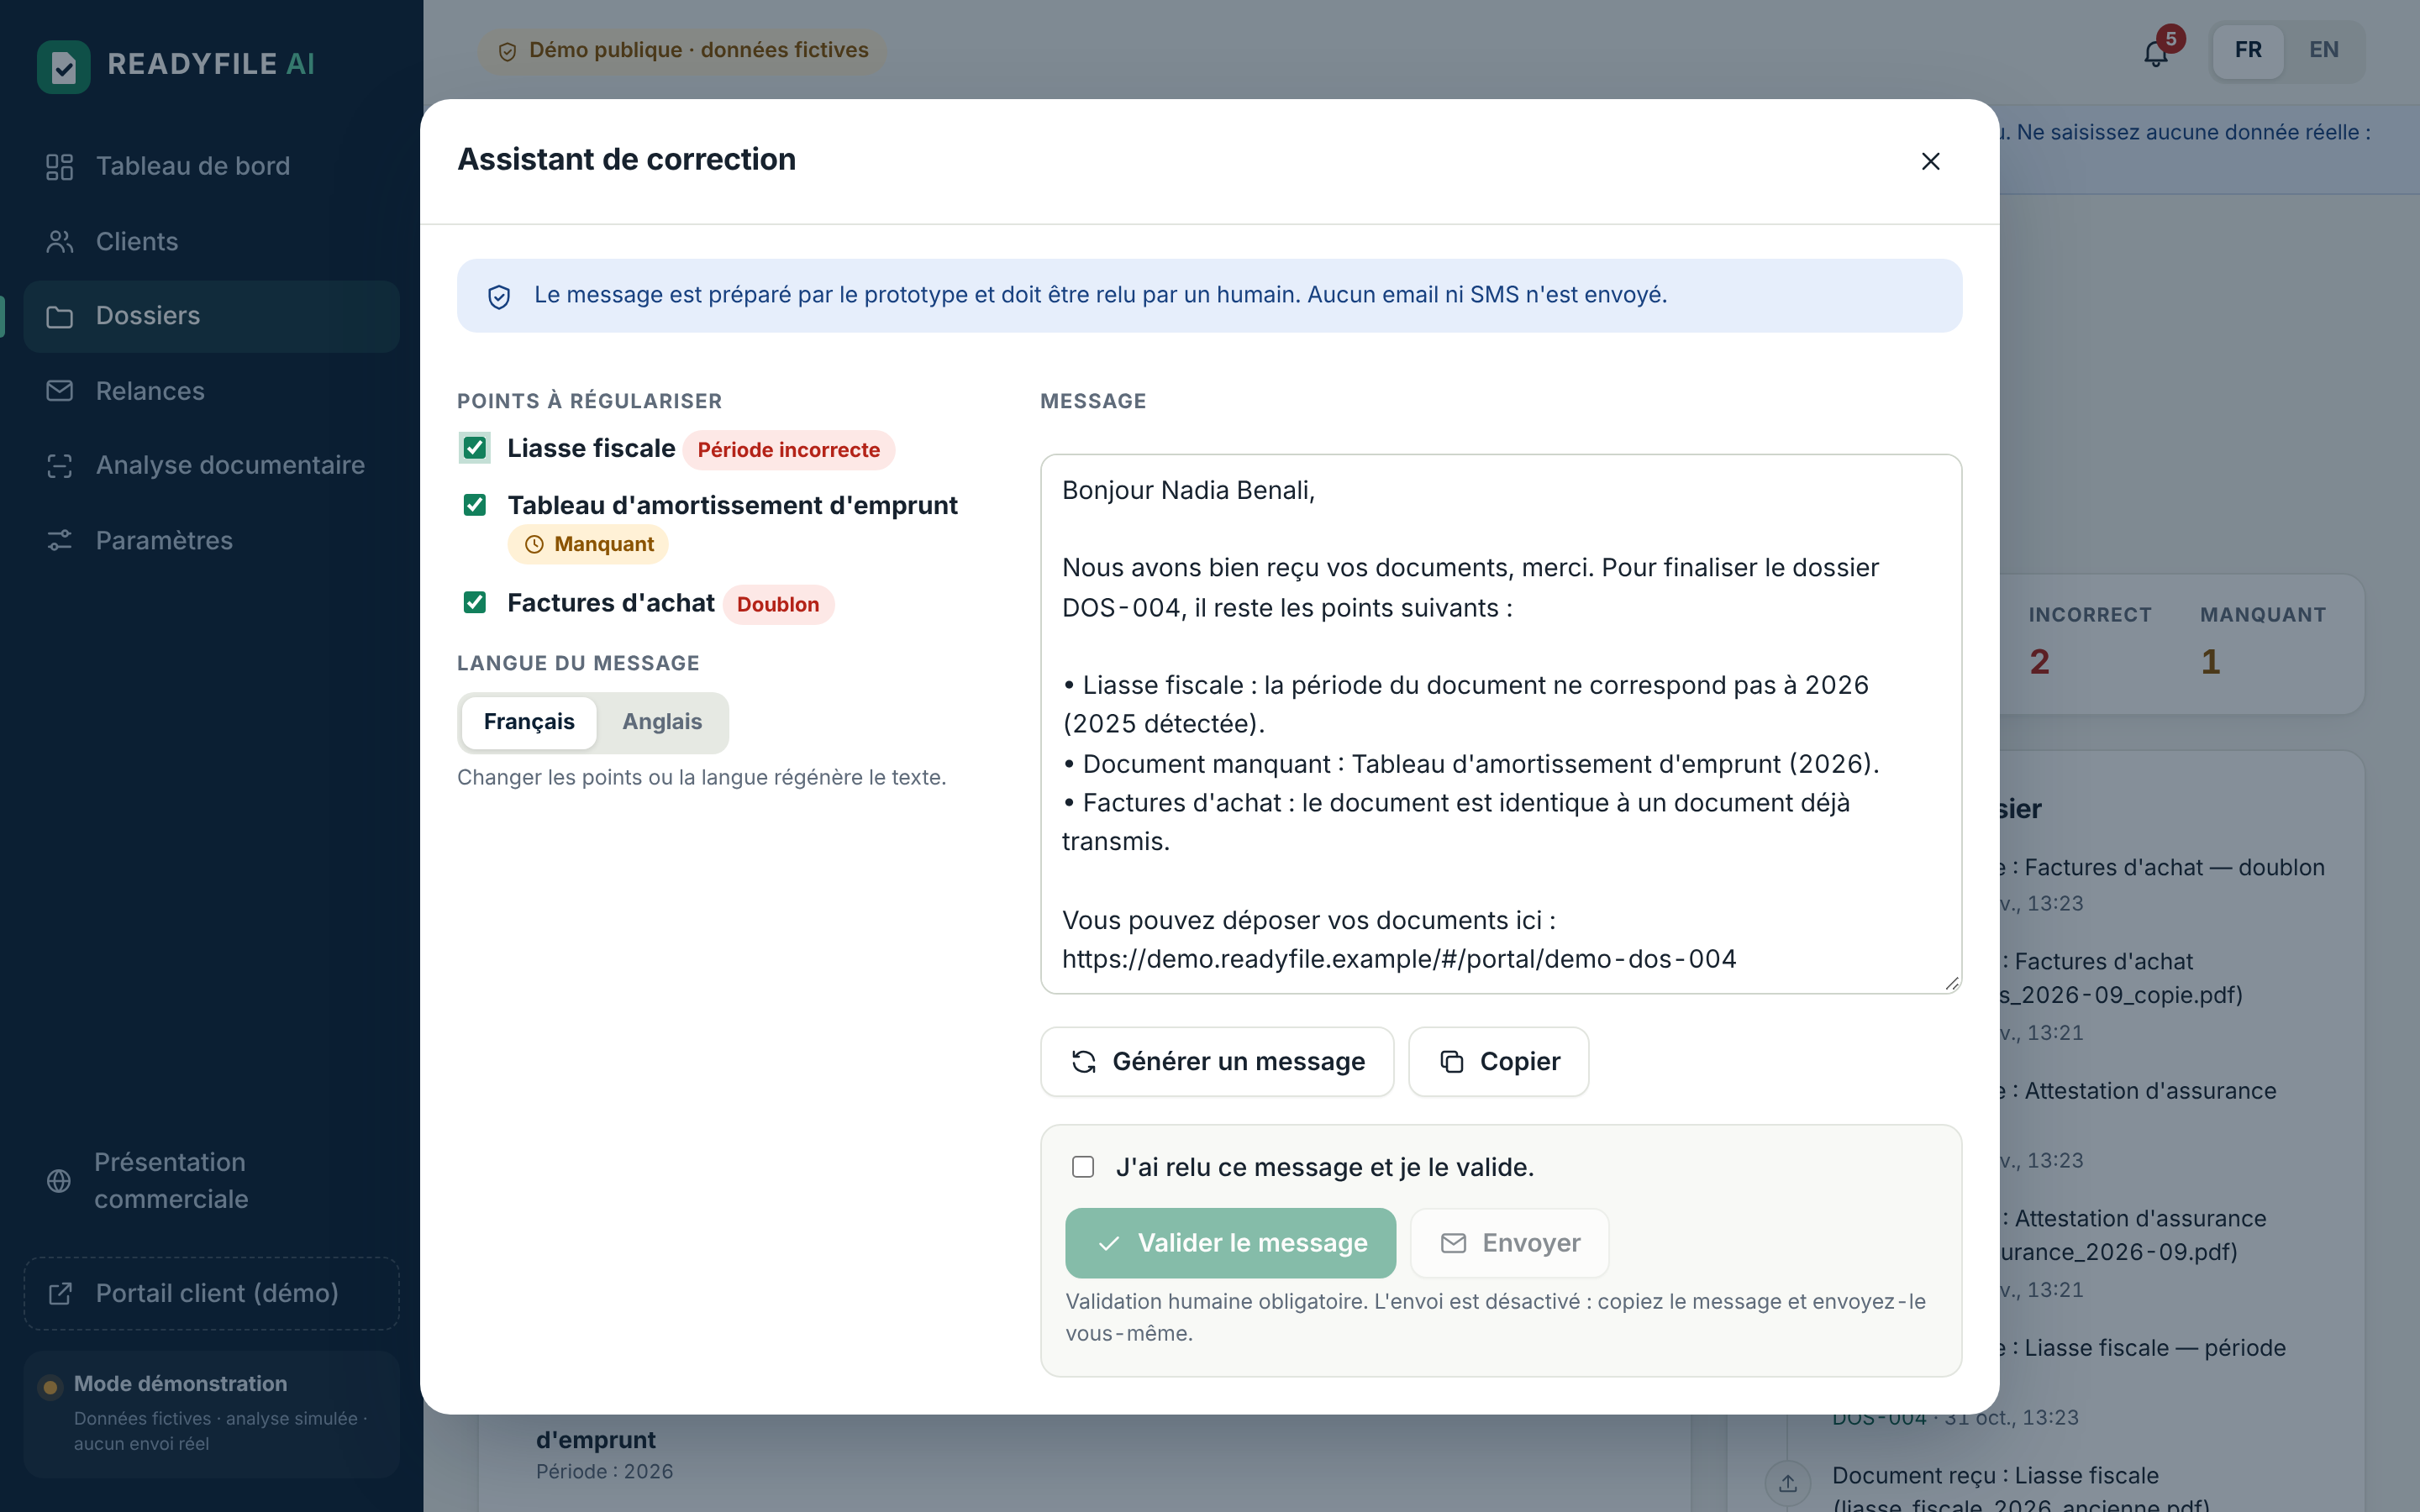 READYFILE AI
Tableau de bord
Clients
Dossiers
Relances
Analyse documentaire
Paramètres
Présentation
commerciale
Portail client (démo)
Mode démonstration
Données fictives · analyse simulée ·
aucun envoi réel
Démo publique · données fictives
5
FR EN
Ne saisissez aucune donnée réelle :
Assistant de correction
Le message est préparé par le prototype et doit être relu par un humain. Aucun email ni SMS n'est envoyé.
POINTS À RÉGULARISER
Liasse fiscale Période incorrecte
Tableau d'amortissement d'emprunt
Manquant
Factures d'achat Doublon
LANGUE DU MESSAGE
Français Anglais
Changer les points ou la langue régénère le texte.
MESSAGE
Bonjour Nadia Benali,
Nous avons bien reçu vos documents, merci. Pour finaliser le dossier
DOS-004, il reste les points suivants :
• Liasse fiscale : la période du document ne correspond pas à 2026
(2025 détectée).
• Document manquant : Tableau d'amortissement d'emprunt (2026).
• Factures d'achat : le document est identique à un document déjà
transmis.
Vous pouvez déposer vos documents ici :
https://demo.readyfile.example/#/portal/demo-dos-004
Générer un message
Copier
J'ai relu ce message et je le valide.
Valider le message
Envoyer
Validation humaine obligatoire. L'envoi est désactivé : copiez le message et envoyez-le
vous-même.
INCORRECT MANQUANT
2 1
: Factures d'achat — doublon
13:23
: Factures d'achat
2026-09_copie.pdf)
13:21
: Attestation d'assurance
13:23
: Attestation d'assurance
2026-09.pdf)
13:21
: Liasse fiscale — période
DOS-004 · 31 oct., 13:23
Document reçu : Liasse fiscale
(liasse_fiscale_2026_ancienne.pdf)
d'emprunt
Période : 2026